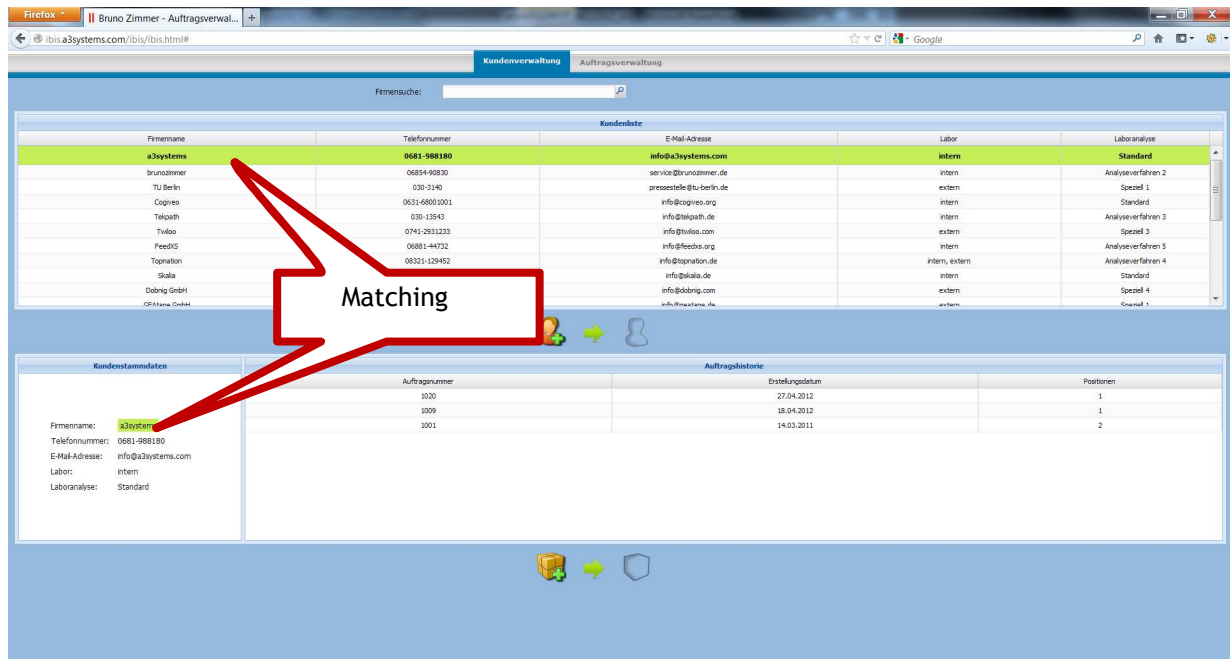 Firefox
Bruno Zimmer - Auftragsverwal...
ibis.a3systems.com/ibis/ibis.html#
Google
Kundenverwaltung Auftragsverwaltung
Firmensuche:
Kundenliste
Firmenname Telefonnummer E-Mail-Adresse Labor Laboranalyse
a3systems 0681-988180 info@a3systems.com intern Standard
brunozimmer 06854-90830 service@brunozimmer.de intern Analyseverfahren 2
TU Berlin 030-3140 pressestelle@tu-berlin.de extern Speziell 1
Cogiveo 0631-68001001 info@cogiveo.org intern Standard
Tekpath 030-13543 info@tekpath.de intern Analyseverfahren 3
Twiloo 0741-2931233 info@twiloo.com extern Speziell 3
FeedXS 06881-44732 info@feedxs.org intern Analyseverfahren 5
Topnation 08321-129452 info@topnation.de intern, extern Analyseverfahren 4
Skalia info@skalia.de intern Standard
Dobnig GmbH info@dobnig.com extern Speziell 4
extern Speziell 1
Matching
Kundenstammdaten
Firmenname: a3systems
Telefonnummer: 0681-988180
E-Mail-Adresse: info@a3systems.com
Labor: intern
Laboranalyse: Standard
Auftragshistorie
Auftragsnummer Erstellungsdatum Positionen
1020 27.04.2012 1
1009 18.04.2012 1
1001 14.03.2011 2